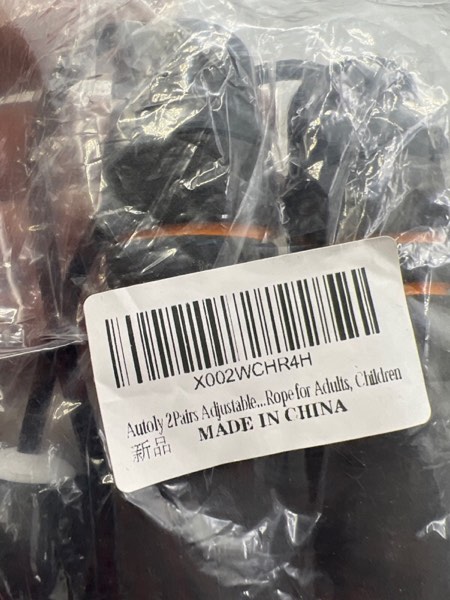 X002WCHR4H
Autoly 2Pairs Adjustable...Rope for Adults, Children
新品 MADE IN CHINA